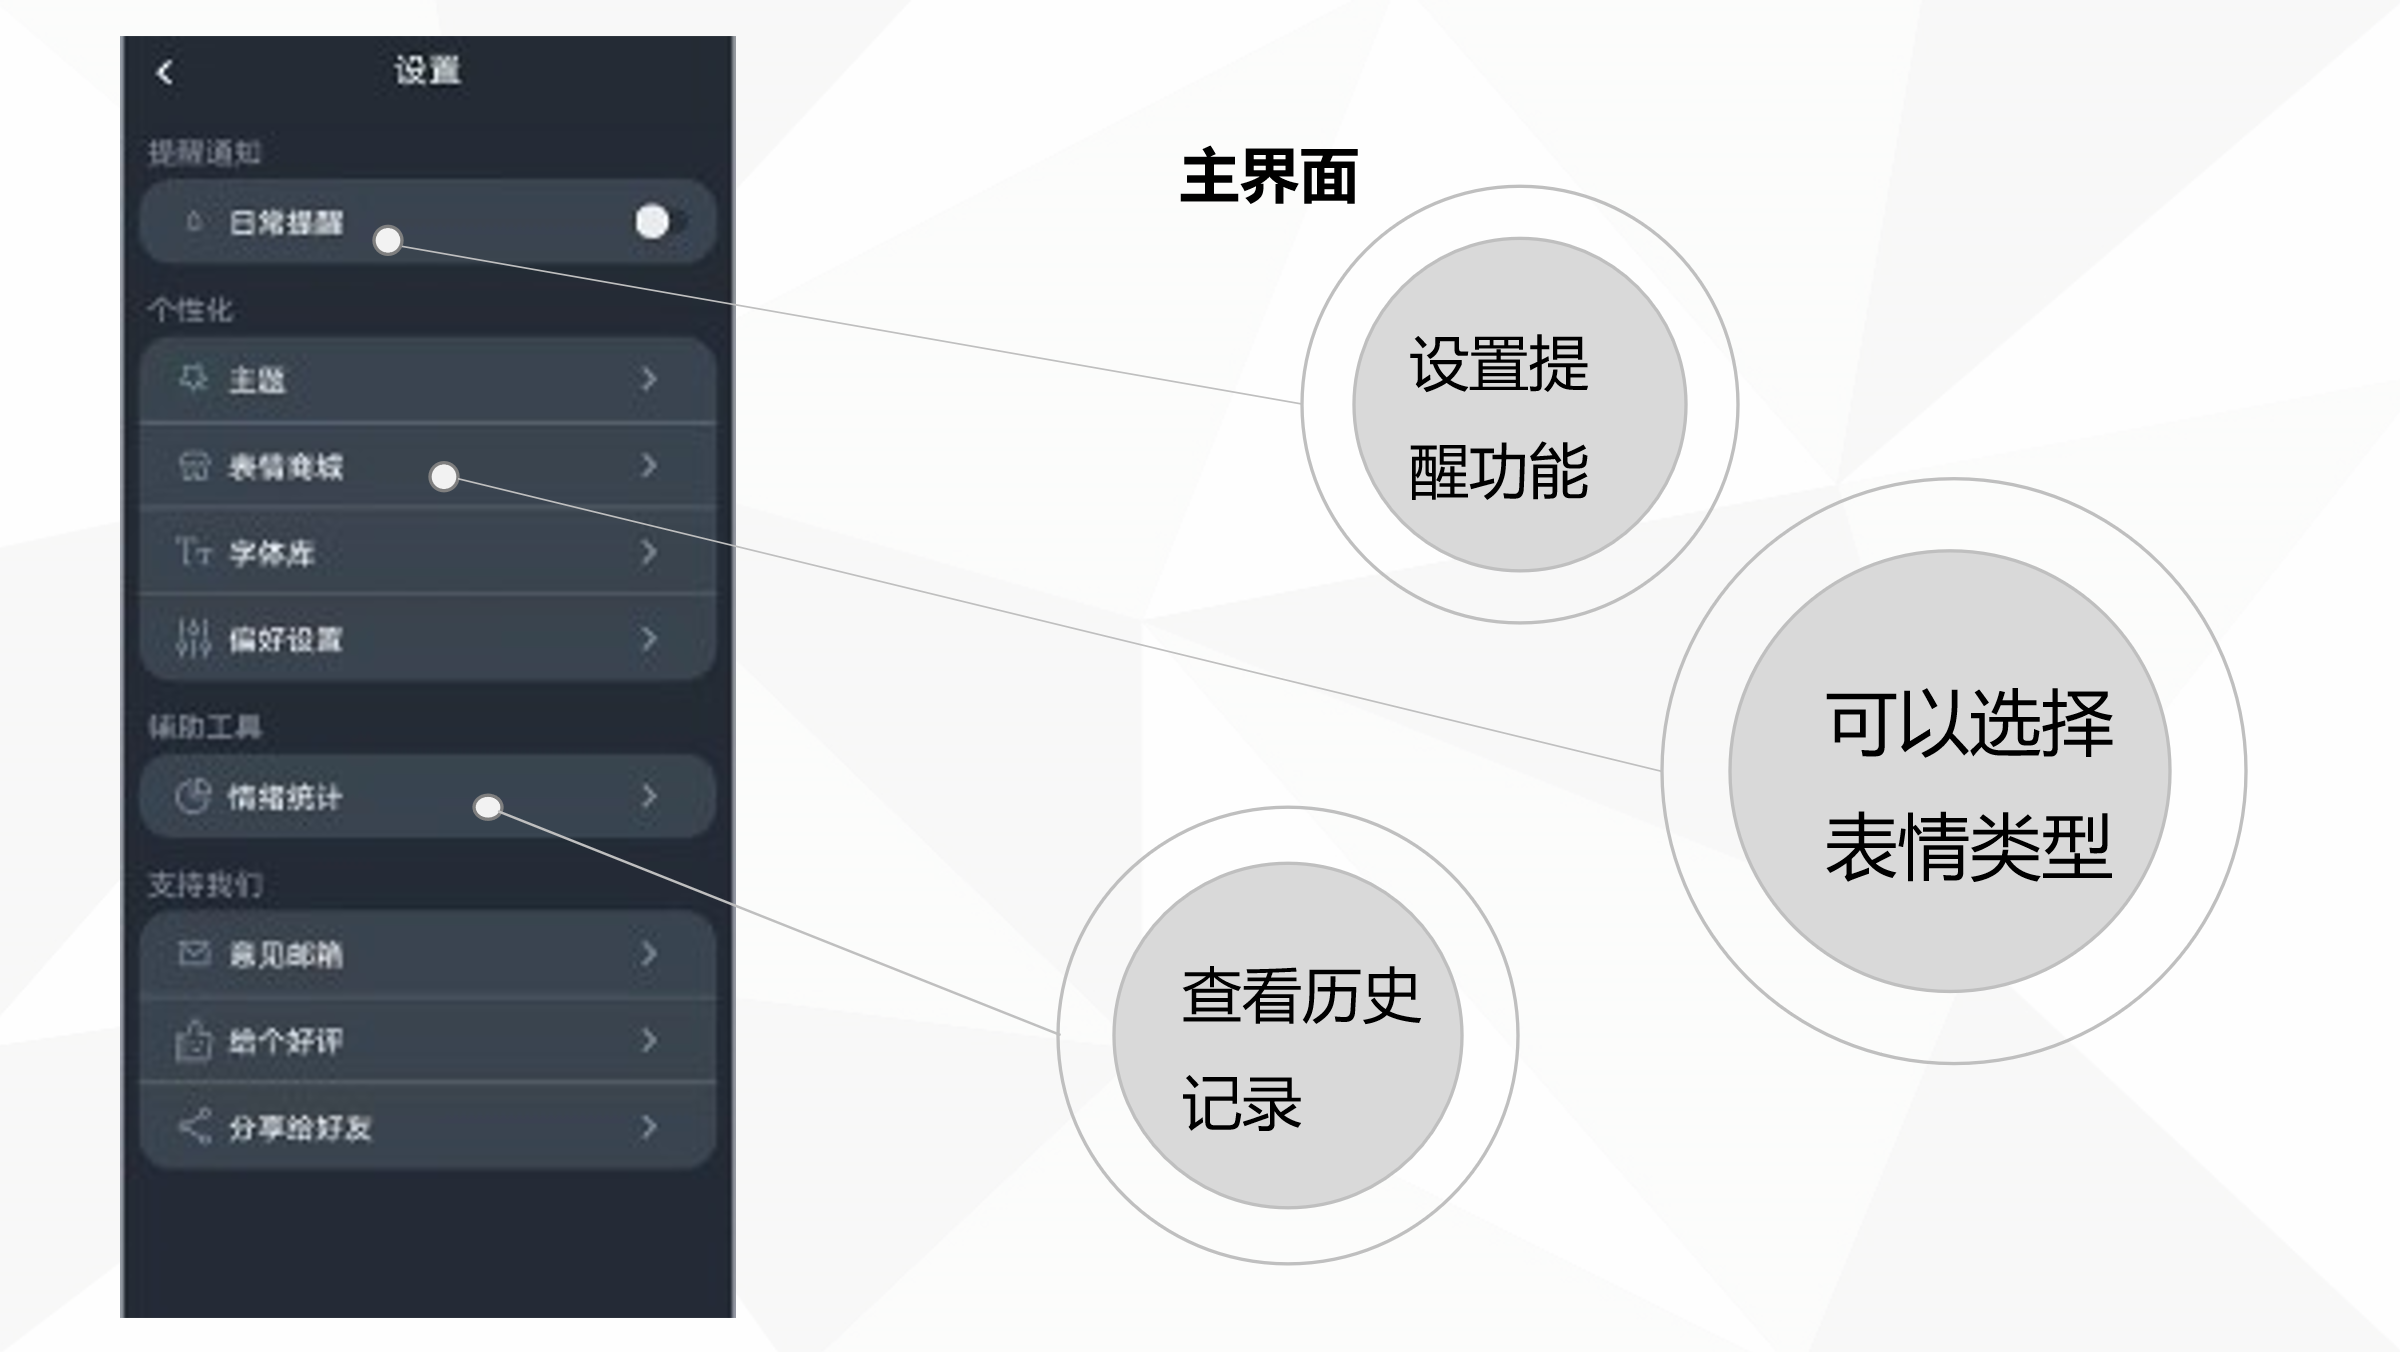 设置
提醒通知
日常提醒
个性化
主题
表情商城
字体库
偏好设置
辅助工具
情绪统计
支持我们
意见邮箱
给个好评
分享给好友
主界面
设置提
醒功能
可以选择
表情类型
查看历史
记录